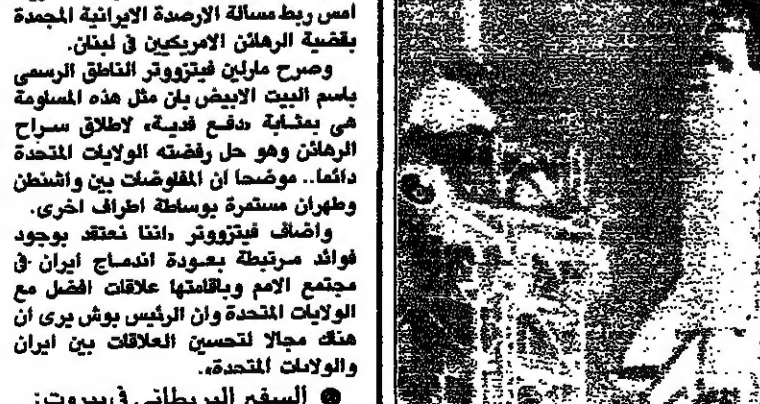 امس ربط مسألة الارصدة الايرانية المجمدة
بقضية الرهائن الامريكيين في لبنان.
وصرح مارلين فيتزووتر الناطق الرسمي
باسم البيت الابيض بان مثل هذه المساومة
هي بمثابة «دفع فدية» لاطلاق سراح
الرهائن وهو حل رفضته الولايات المتحدة
دائما.. موضحا ان المفاوضات بين واشنطن
وطهران مستمرة بوساطة اطراف اخرى.
واضاف فيتزووتر «اننا نعتقد بوجود
فوائد مرتبطة بعودة اندماج ايران في
مجتمع الامم وباقامتها علاقات افضل مع
الولايات المتحدة وان الرئيس بوش يرى ان
هناك مجالا لتحسين العلاقات بين ايران
والولايات المتحدة».
● السفير البريطاني في بيروت: